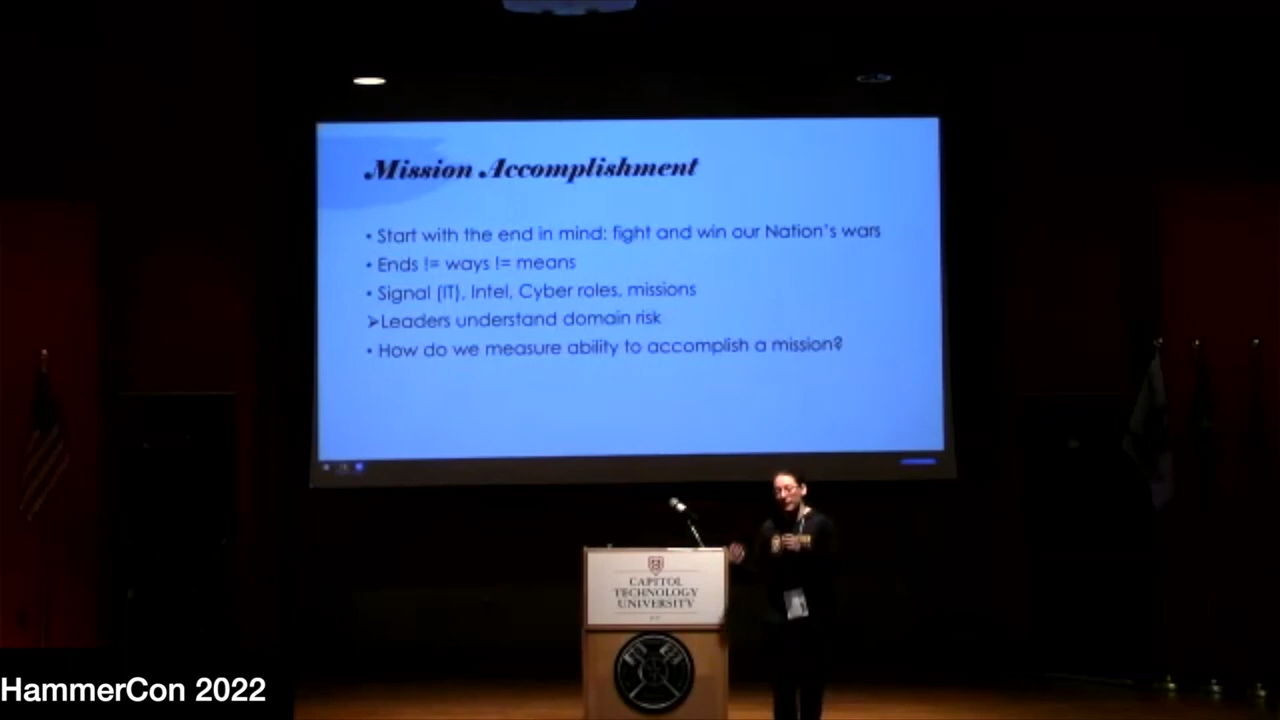 Mission Accomplishment
• Start with the end in mind: fight and win our Nation's wars
• Ends != ways != means
• Signal (IT), Intel, Cyber roles, missions
➢Leaders understand domain risk
• How do we measure ability to accomplish a mission?
CAPITOL
TECHNOLOGY
UNIVERSITY
HammerCon 2022